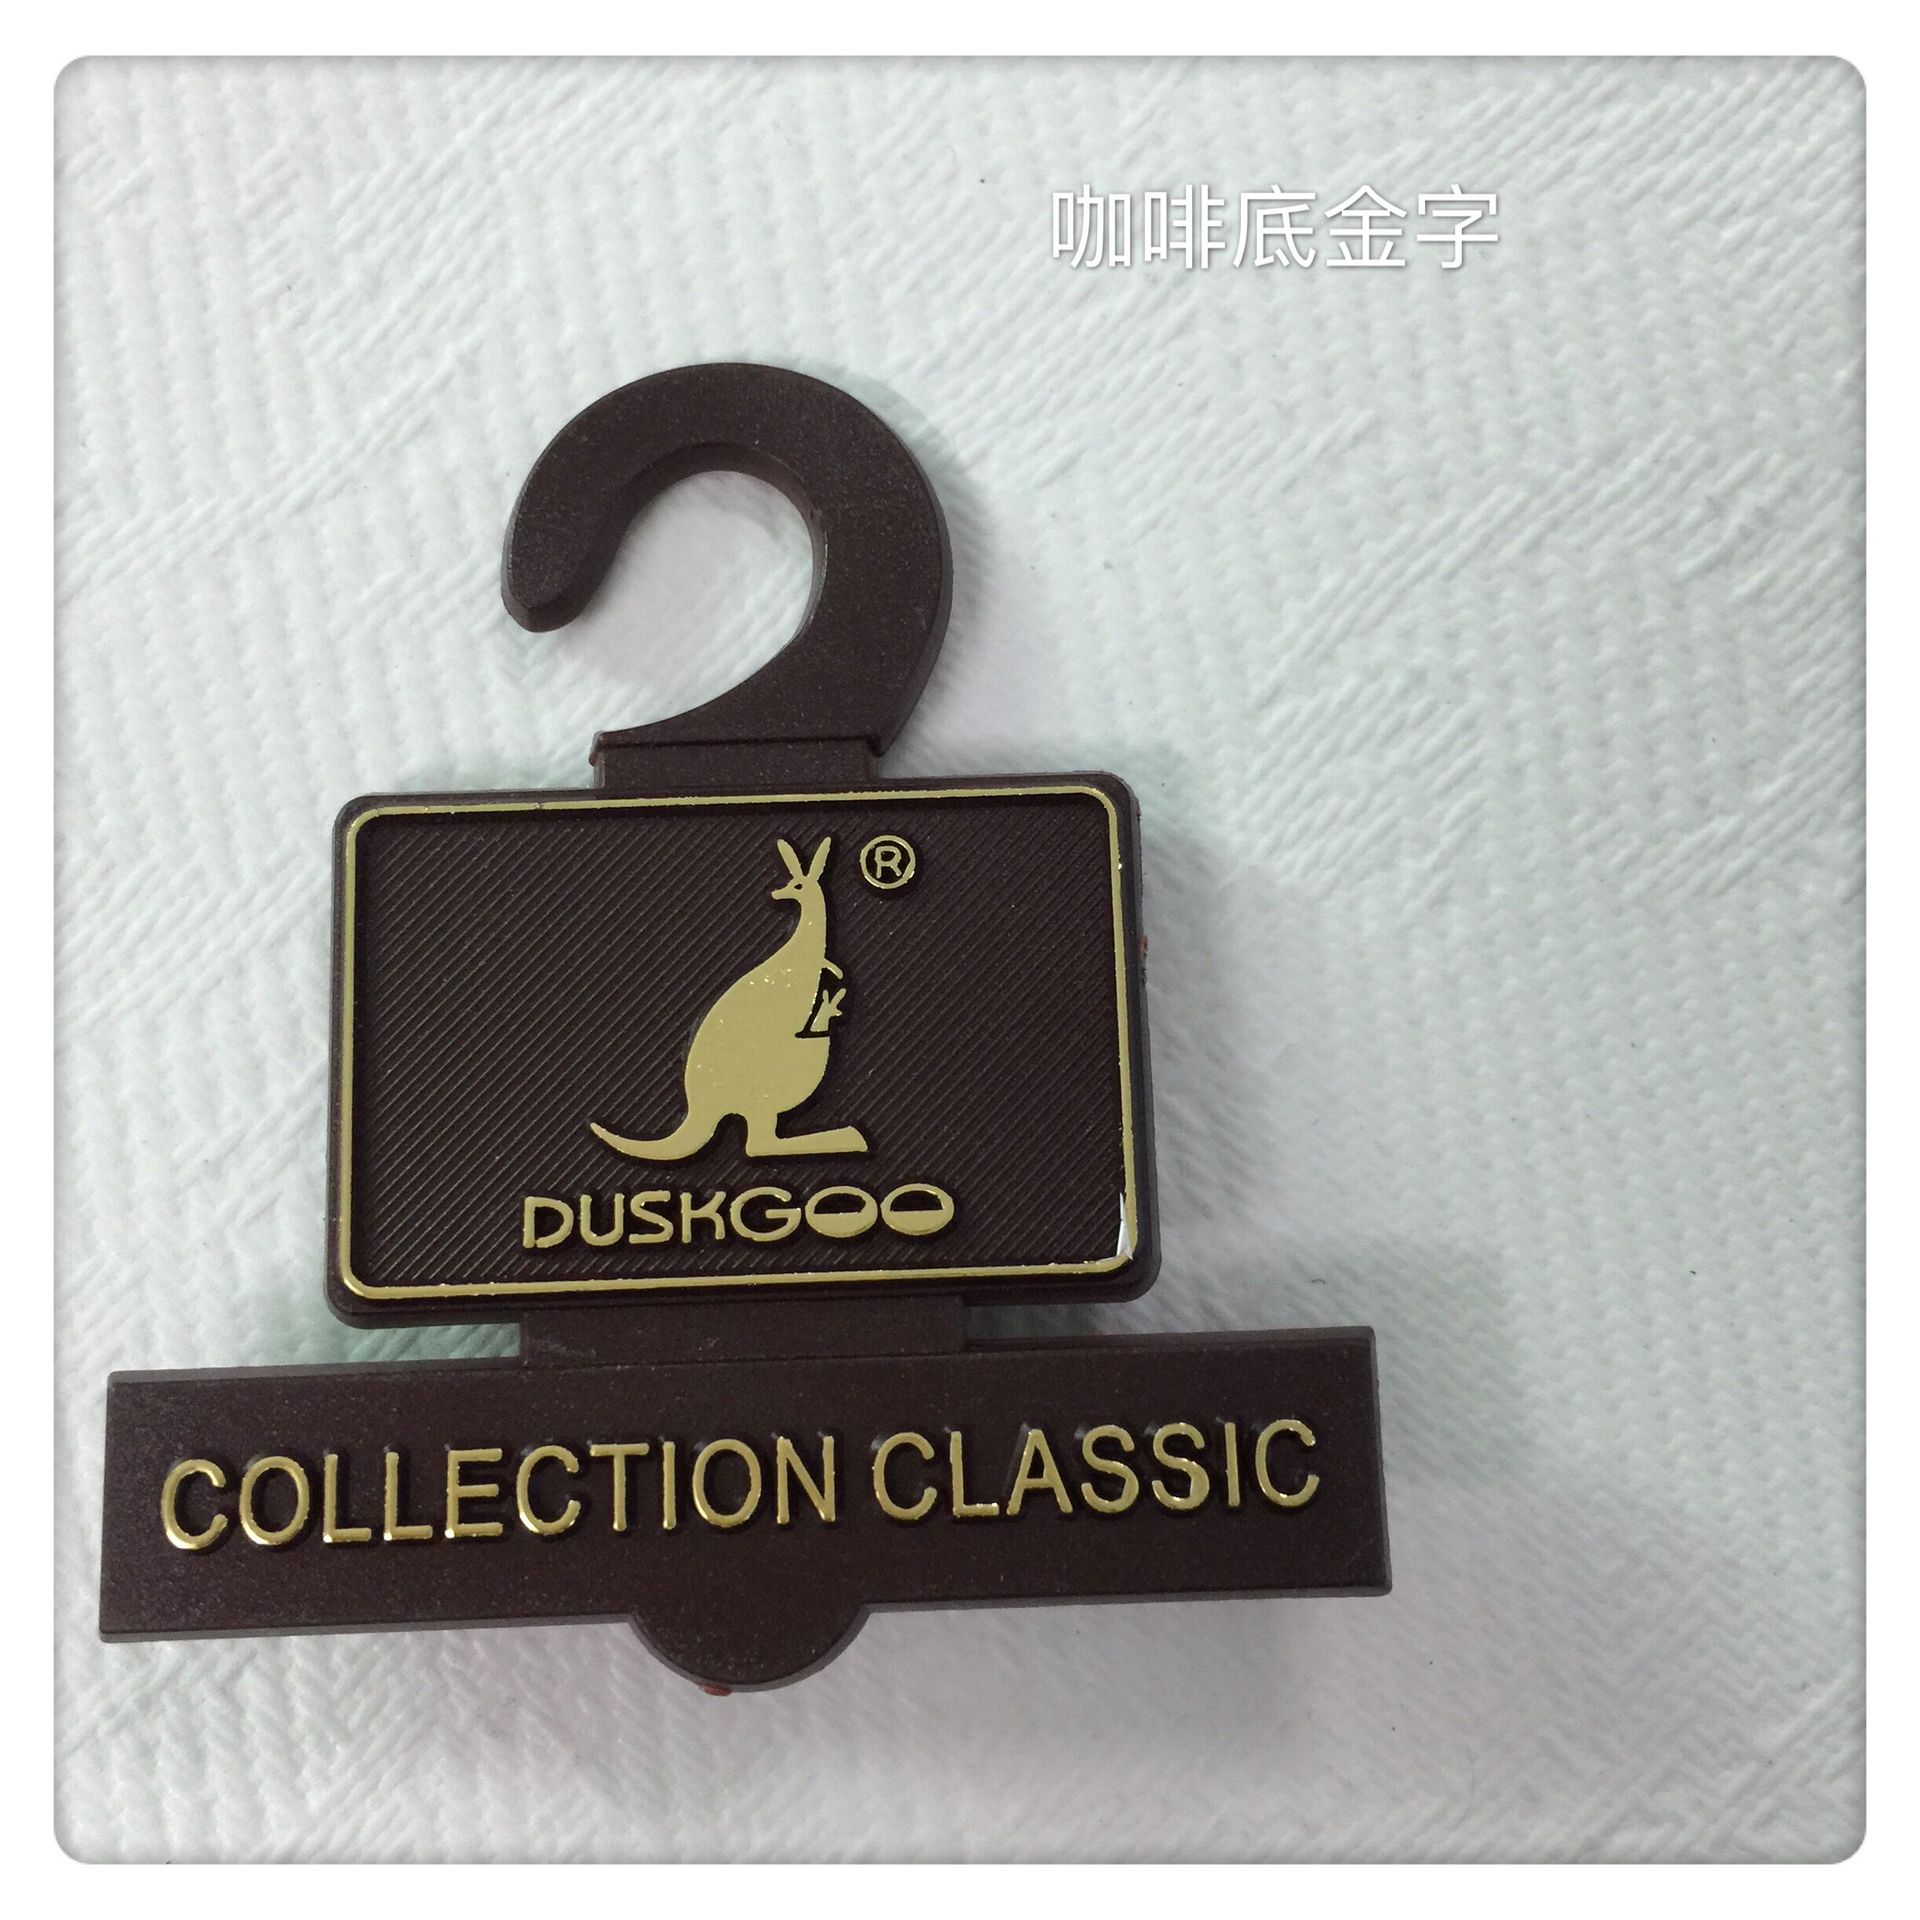 咖啡底金字
®
DUSKGOO
COLLECTION CLASSIC